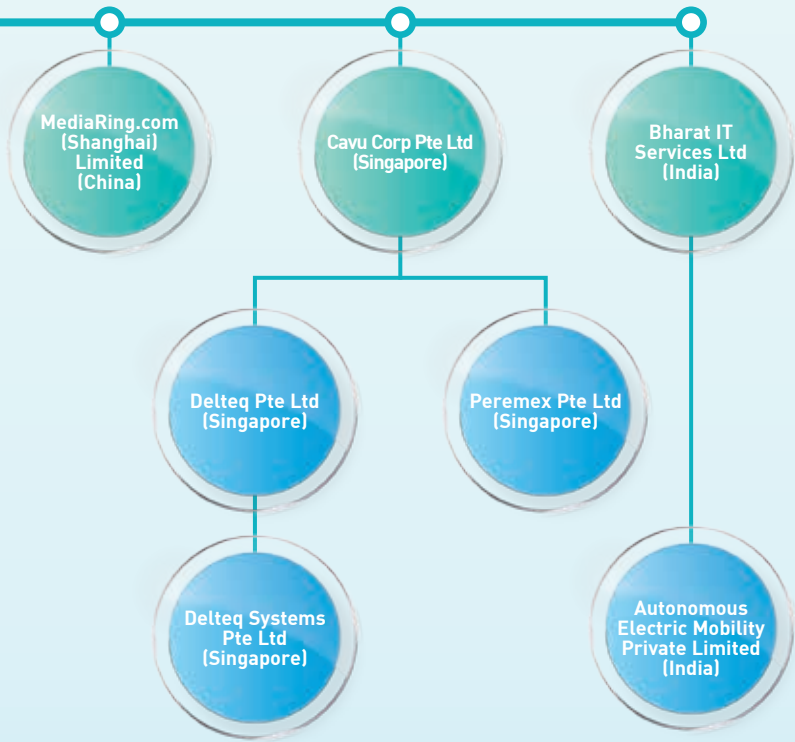 MediaRing.com
(Shanghai)
Limited
(China)
Cavu Corp Pte Ltd
(Singapore)
Bharat IT
Services Ltd
(India)
Delteq Pte Ltd
(Singapore)
Peremex Pte Ltd
(Singapore)
Delteq Systems
Pte Ltd
(Singapore)
Autonomous
Electric Mobility
Private Limited
(India)